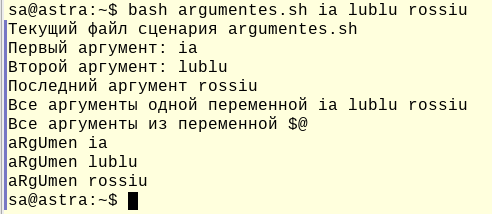 sa@astra:~$ bash argumentes.sh ia lublu rossiu
Текущий файл сценария argumentes.sh
Первый аргумент: ia
Второй аргумент: lublu
Последний аргумент rossiu
Все аргументы одной переменной ia lublu rossiu
Все аргументы из переменной $@
aRgUmen ia
aRgUmen lublu
aRgUmen rossiu
sa@astra:~$